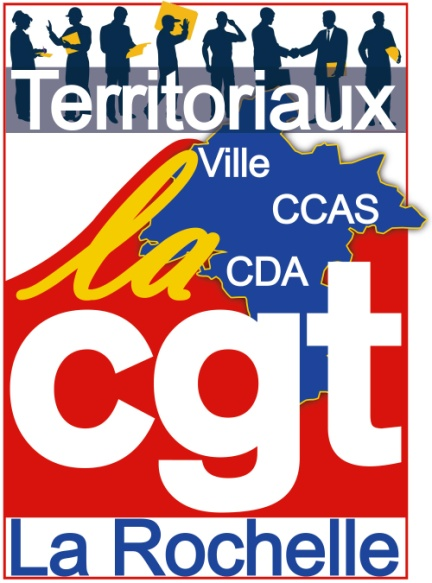 Territoriaux
Ville
CCAS
CDA
la
cgt
La Rochelle